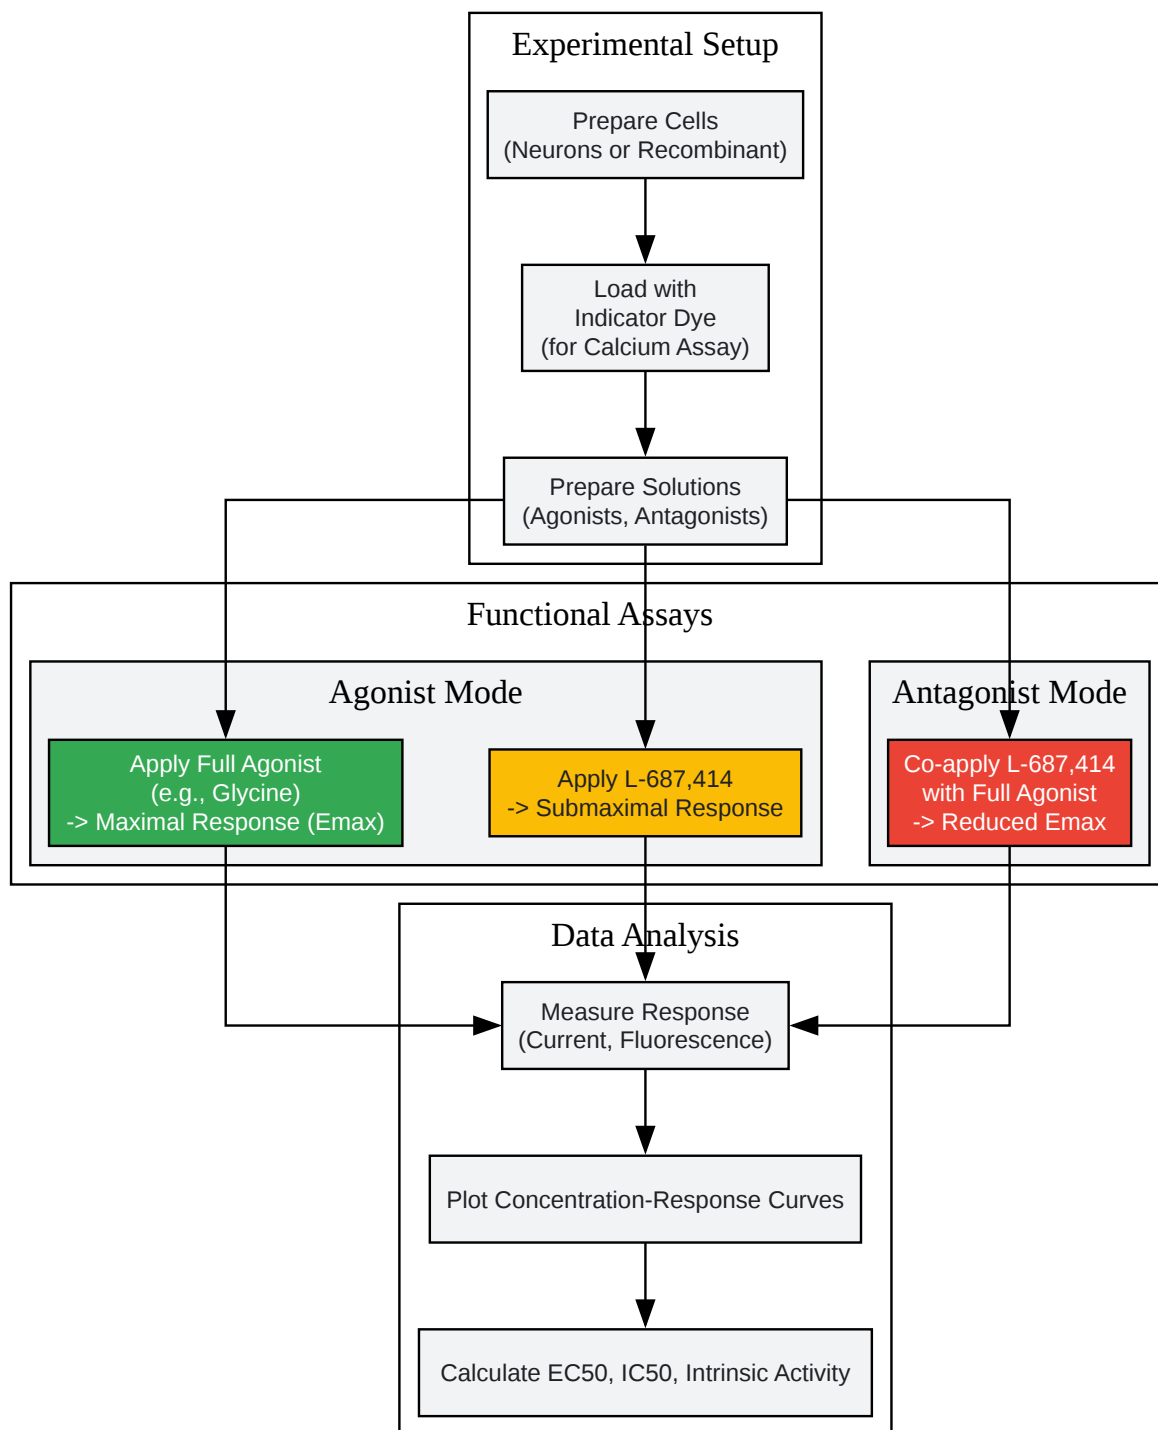 Experimental Setup
Prepare Cells
(Neurons or Recombinant)
Load with
Indicator Dye
(for Calcium Assay)
Prepare Solutions
(Agonists, Antagonists)
Functional Assays
Agonist Mode
Antagonist Mode
Apply Full Agonist
(e.g., Glycine)
-> Maximal Response (Emax)
Apply L-687,414
-> Submaximal Response
Co-apply L-687,414
with Full Agonist
-> Reduced Emax
Data Analysis
Measure Response
(Current, Fluorescence)
Plot Concentration-Response Curves
Calculate EC50, IC50, Intrinsic Activity